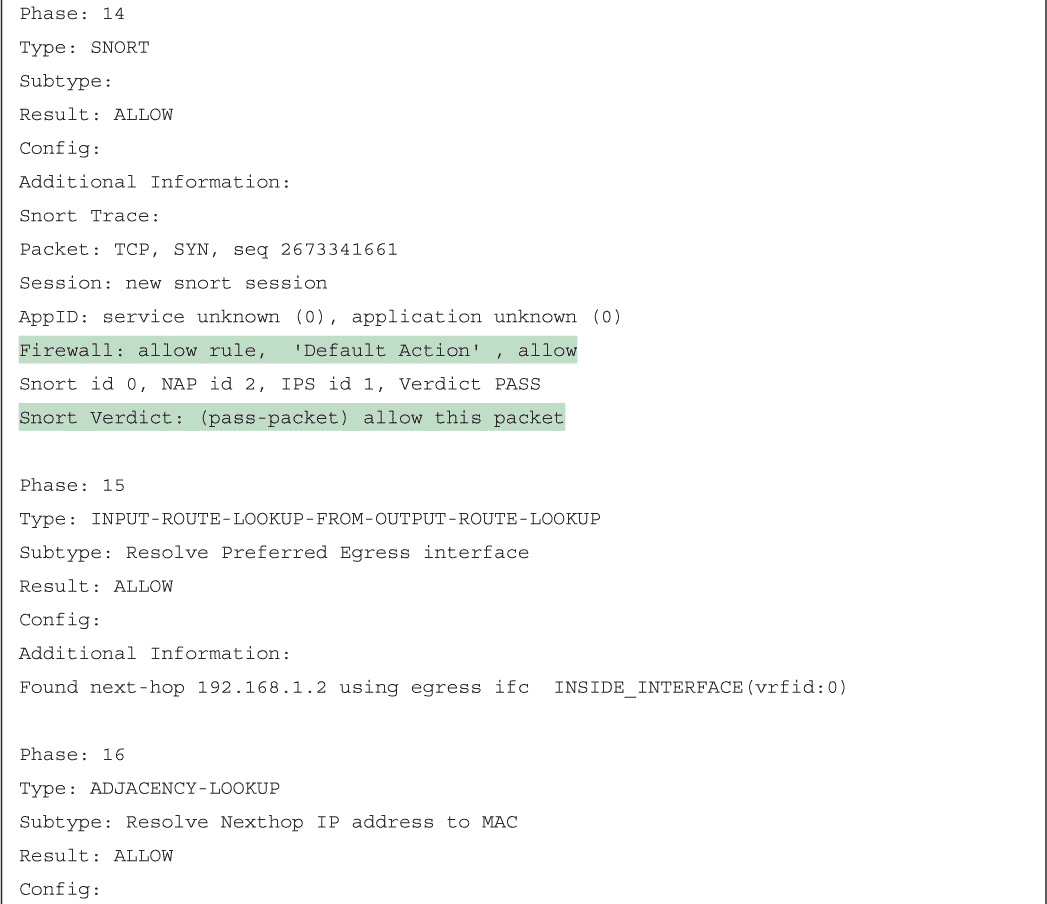 Phase: 14
Type: SNORT
Subtype:
Result: ALLOW
Config:
Additional Information:
Snort Trace:
Packet: TCP, SYN, seq 2673341661
Session: new snort session
AppID: service unknown (0), application unknown (0)
Firewall: allow rule,  'Default Action' , allow
Snort id 0, NAP id 2, IPS id 1, Verdict PASS
Snort Verdict: (pass-packet) allow this packet
Phase: 15
Type: INPUT-ROUTE-LOOKUP-FROM-OUTPUT-ROUTE-LOOKUP
Subtype: Resolve Preferred Egress interface
Result: ALLOW
Config:
Additional Information:
Found next-hop 192.168.1.2 using egress ifc  INSIDE_INTERFACE(vrfid:0)
Phase: 16
Type: ADJACENCY-LOOKUP
Subtype: Resolve Nexthop IP address to MAC
Result: ALLOW
Config: